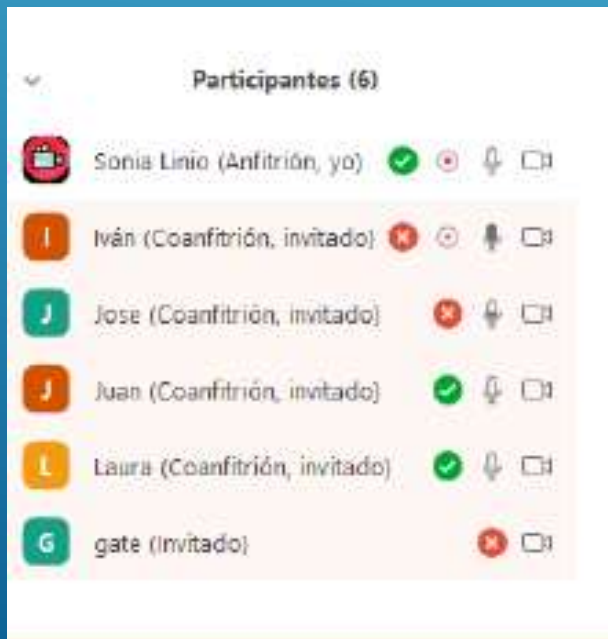 Participantes (6)
Sonia Linio (Anfitrión, yo)
I Iván (Coanfitrión, invitado)
J Jose (Coanfitrión, invitado)
J Juan (Coanfitrión, invitado)
L Laura (Coanfitrión, invitado)
G gate (Invitado)